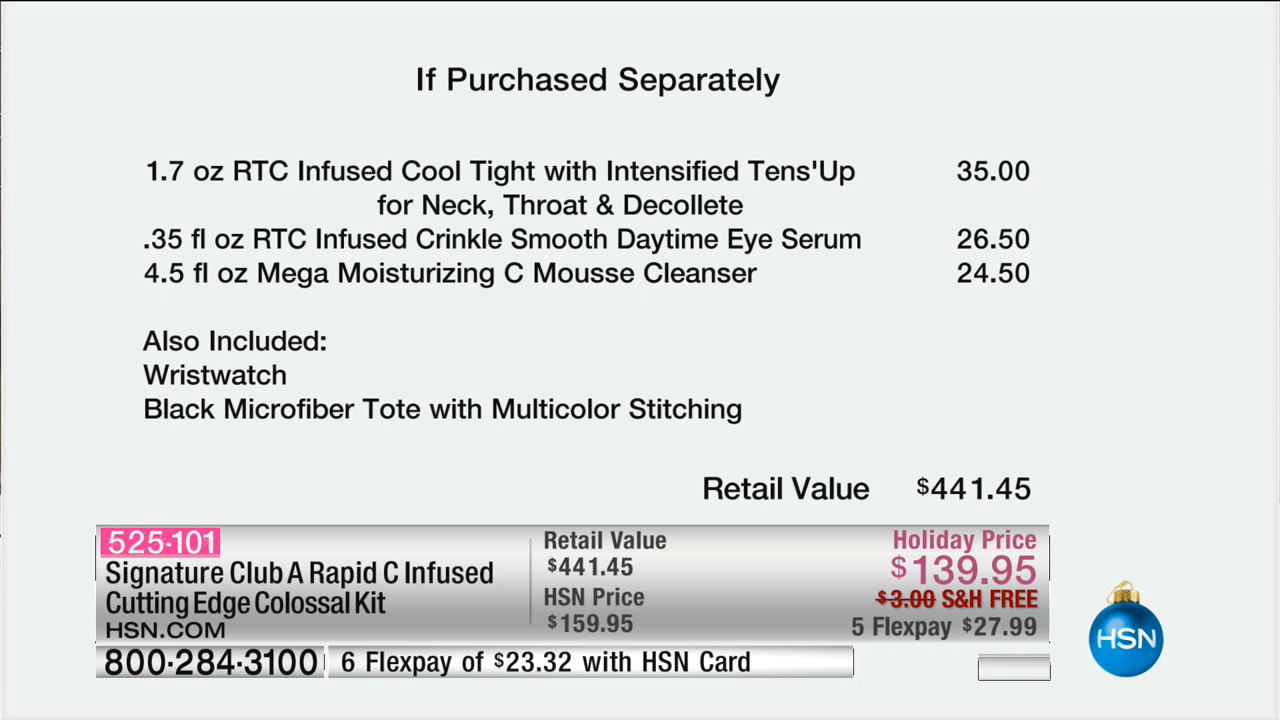 If Purchased Separately
1.7 oz RTC Infused Cool Tight with Intensified Tens'Up 35.00
for Neck, Throat & Decollete
.35 fl oz RTC Infused Crinkle Smooth Daytime Eye Serum 26.50
4.5 fl oz Mega Moisturizing C Mousse Cleanser 24.50
Also Included:
Wristwatch
Black Microfiber Tote with Multicolor Stitching
Retail Value $441.45
525-101
Signature Club A Rapid C Infused
Cutting Edge Colossal Kit
HSN.COM
Retail Value
$441.45
HSN Price
$159.95
Holiday Price
$139.95
$3.00 S&H FREE
5 Flexpay $27.99
800-284-3100
6 Flexpay of $23.32 with HSN Card
HSN